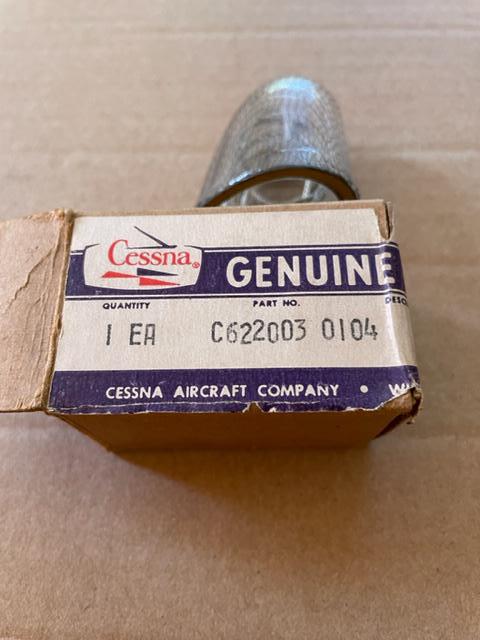 Cessna®
GENUINE
QUANTITY PART NO.
1 EA C622003 0104
CESSNA AIRCRAFT COMPANY •